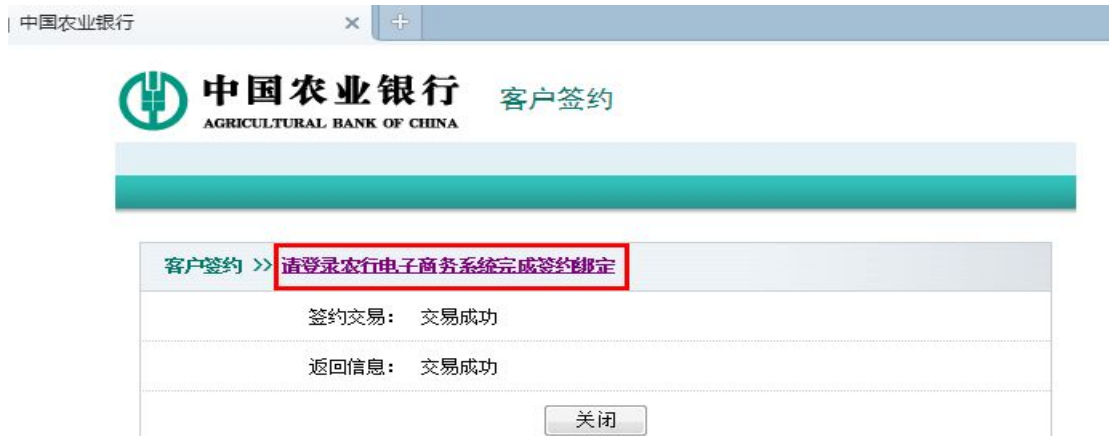 中国农业银行
中国农业银行 客户签约
AGRICULTURAL BANK OF CHINA
客户签约 >> 请登录农行电子商务系统完成签约绑定
签约交易： 交易成功
返回信息： 交易成功
关闭